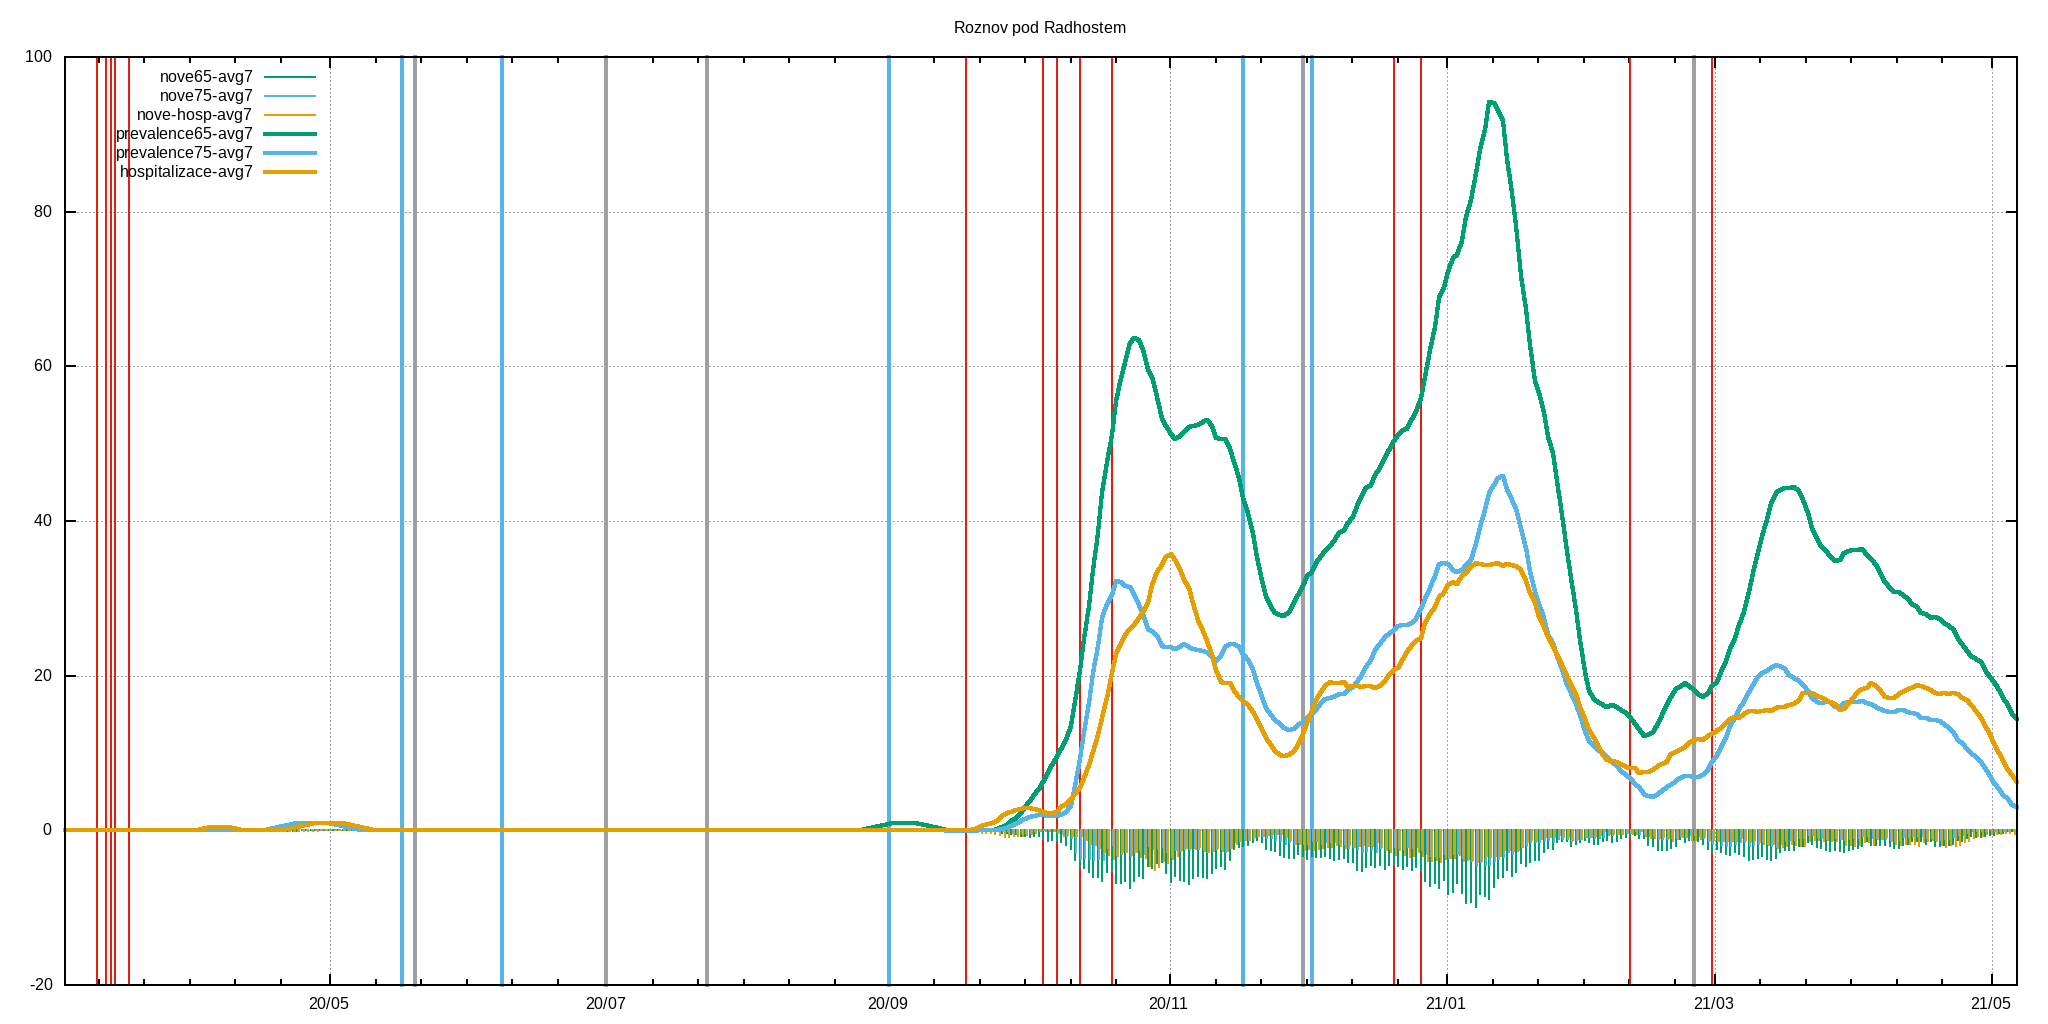 Roznov pod Radhostem
100
80
60
40
20
0
-20
nove65-avg7
nove75-avg7
nove-hosp-avg7
prevalence65-avg7
prevalence75-avg7
hospitalizace-avg7
20/05 20/07 20/09 20/11 21/01 21/03 21/05